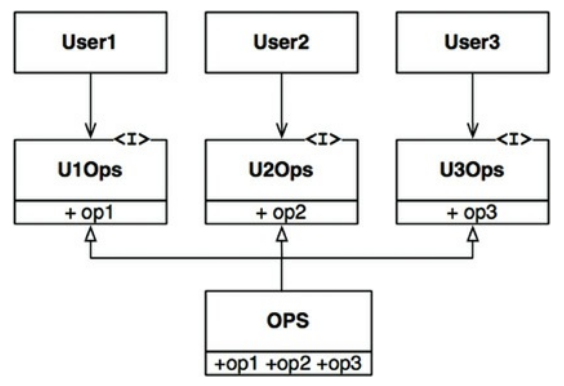 User1 User2 User3
<I> <I> <I>
U1Ops U2Ops U3Ops
+ op1 + op2 + op3
OPS
+op1 +op2 +op3